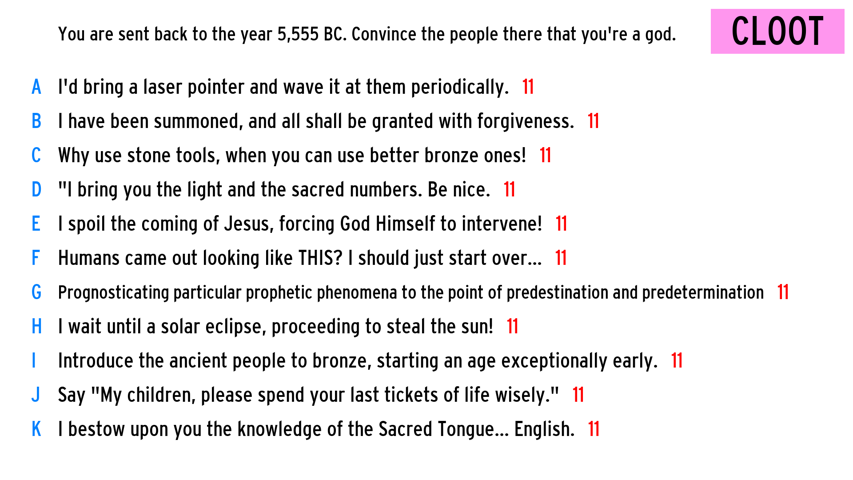 You are sent back to the year 5,555 BC. Convince the people there that you're a god.
CLOOT
A I'd bring a laser pointer and wave it at them periodically. 11
B I have been summoned, and all shall be granted with forgiveness. 11
C Why use stone tools, when you can use better bronze ones! 11
D "I bring you the light and the sacred numbers. Be nice. 11
E I spoil the coming of Jesus, forcing God Himself to intervene! 11
F Humans came out looking like THIS? I should just start over... 11
G Prognosticating particular prophetic phenomena to the point of predestination and predetermination 11
H I wait until a solar eclipse, proceeding to steal the sun! 11
I Introduce the ancient people to bronze, starting an age exceptionally early. 11
J Say "My children, please spend your last tickets of life wisely." 11
K I bestow upon you the knowledge of the Sacred Tongue... English. 11